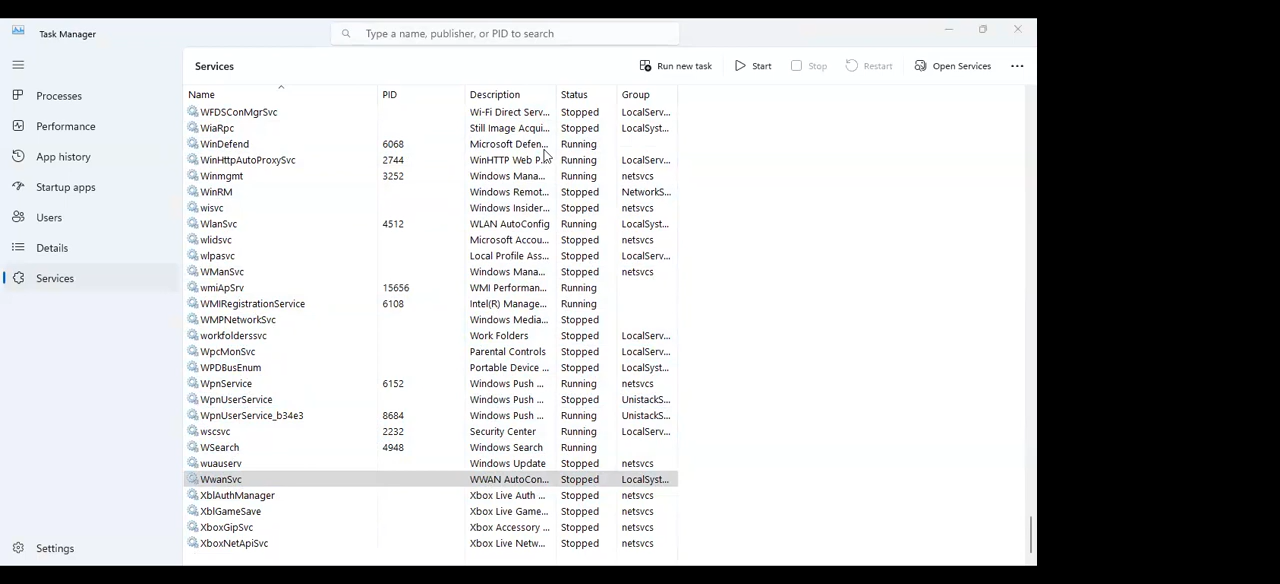 Task Manager
Type a name, publisher, or PID to search
Services
Run new task
Start
Stop
Restart
Open Services
Processes
Performance
App history
Startup apps
Users
Details
Services
Settings
Name PID Description Status Group
WFDSConMgrSvc Wi-Fi Direct Serv... Stopped LocalServ...
WiaRpc Still Image Acqui... Stopped LocalSyst...
WinDefend 6068 Microsoft Defen... Running
WinHttpAutoProxySvc 2744 WinHTTP Web P... Running LocalServ...
Winmgmt 3252 Windows Mana... Running netsvcs
WinRM Windows Remot... Stopped NetworkS...
wisvc Windows Insider... Stopped netsvcs
WlanSvc 4512 WLAN AutoConfig Running LocalSyst...
wlidsvc Microsoft Accou... Stopped netsvcs
wlpasvc Local Profile Ass... Stopped LocalServ...
WManSvc Windows Mana... Stopped netsvcs
wmiApSrv 15656 WMI Performan... Running
WMIRegistrationService 6108 Intel(R) Manage... Running
WMPNetworkSvc Windows Media... Stopped
workfolderssvc Work Folders Stopped LocalServ...
WpcMonSvc Parental Controls Stopped LocalServ...
WPDBusEnum Portable Device ... Stopped LocalSyst...
WpnService 6152 Windows Push ... Running netsvcs
WpnUserService Windows Push ... Stopped UnistackS...
WpnUserService_b34e3 8684 Windows Push ... Running UnistackS...
wscsvc 2232 Security Center Running LocalServ...
WSearch 4948 Windows Search Running
wuauserv Windows Update Stopped netsvcs
WwanSvc WWAN AutoCon... Stopped LocalSyst...
XblAuthManager Xbox Live Auth ... Stopped netsvcs
XblGameSave Xbox Live Game... Stopped netsvcs
XboxGipSvc Xbox Accessory ... Stopped netsvcs
XboxNetApiSvc Xbox Live Netw... Stopped netsvcs